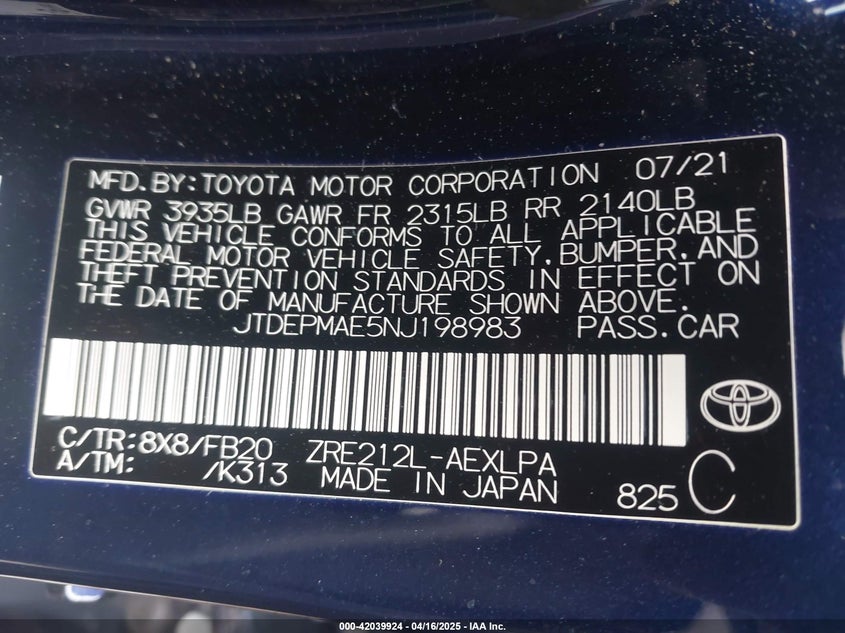 MFD.BY:TOYOTA MOTOR CORPORATION 07/21
GVWR 3935LB GAWR FR 2315LB RR 2140LB
THIS VEHICLE CONFORMS TO ALL APPLICABLE
FEDERAL MOTOR VEHICLE SAFETY,BUMPER,AND
THEFT PREVENTION STANDARDS IN EFFECT ON
THE DATE OF MANUFACTURE SHOWN ABOVE.
JTDEPMAE5NJ198983 PASS.CAR
C/TR:8X8/FB20 ZRE212L-AEXLPA
A/TM: /K313 MADE IN JAPAN 825 C
000-42039924 - 04/16/2025 - IAA Inc.